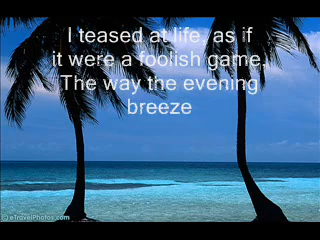 I teased at life, as if
it were a foolish game,
The way the evening
breeze
© eTravelPhotos.com